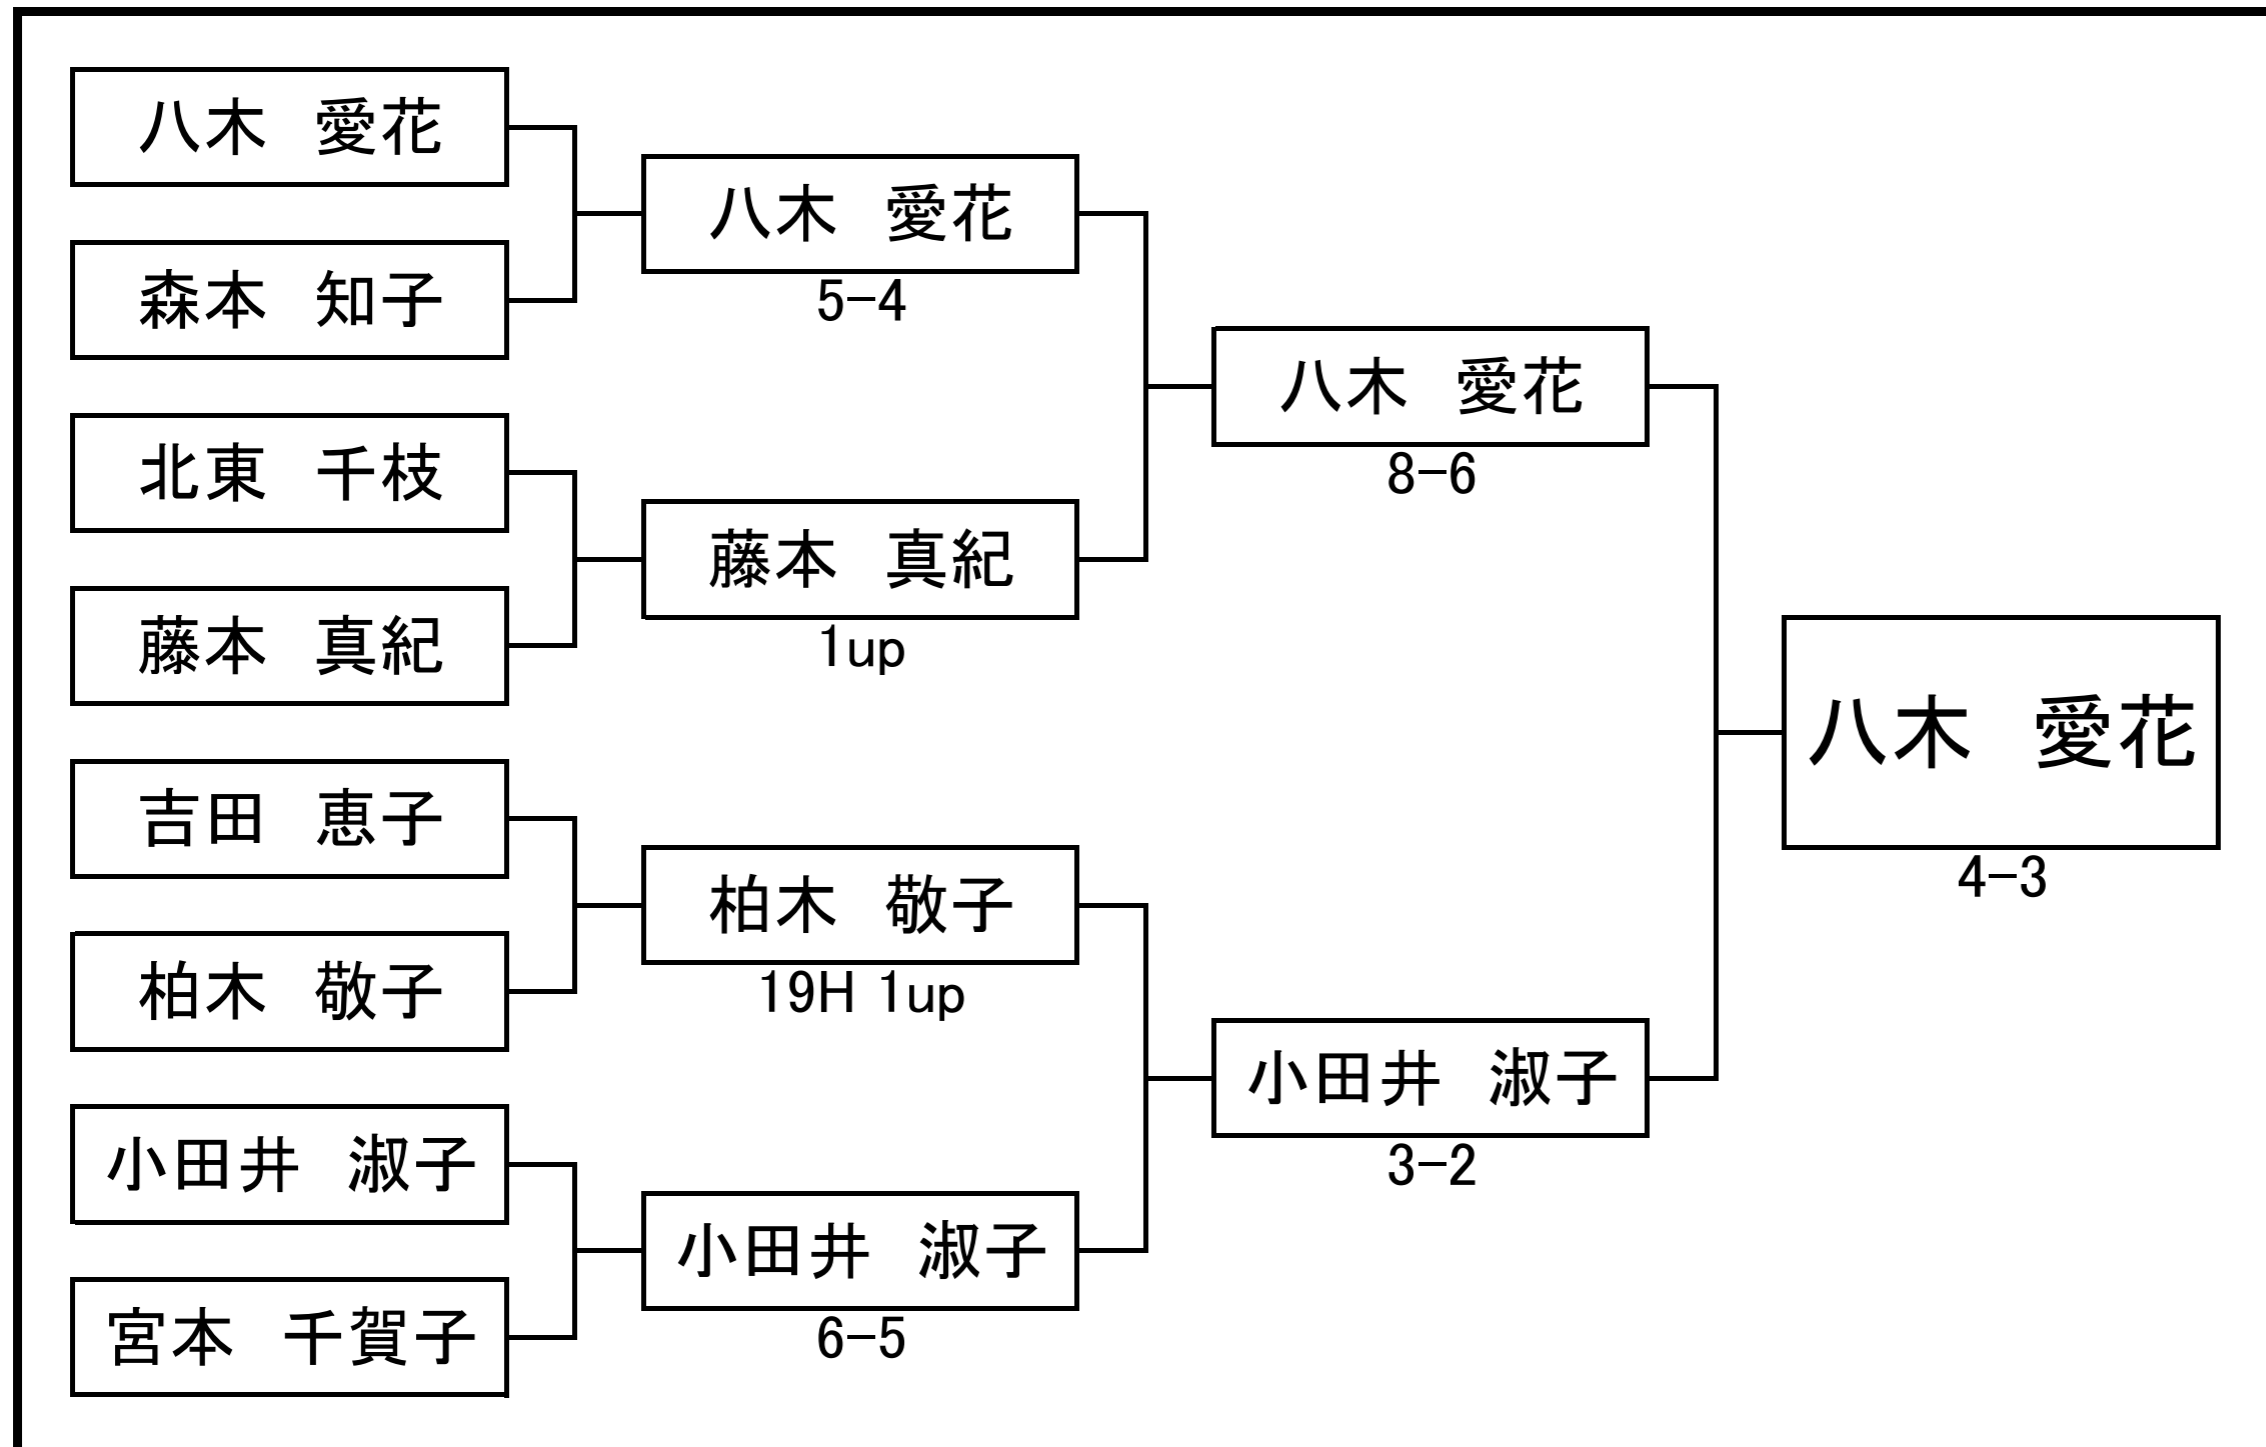 八木　愛花
森本　知子
北東　千枝
藤本　真紀
吉田　恵子
柏木　敬子
小田井　淑子
宮本　千賀子
八木　愛花
5-4
藤本　真紀
1up
柏木　敬子
19H 1up
小田井　淑子
6-5
八木　愛花
8-6
小田井　淑子
3-2
八木　愛花
4-3